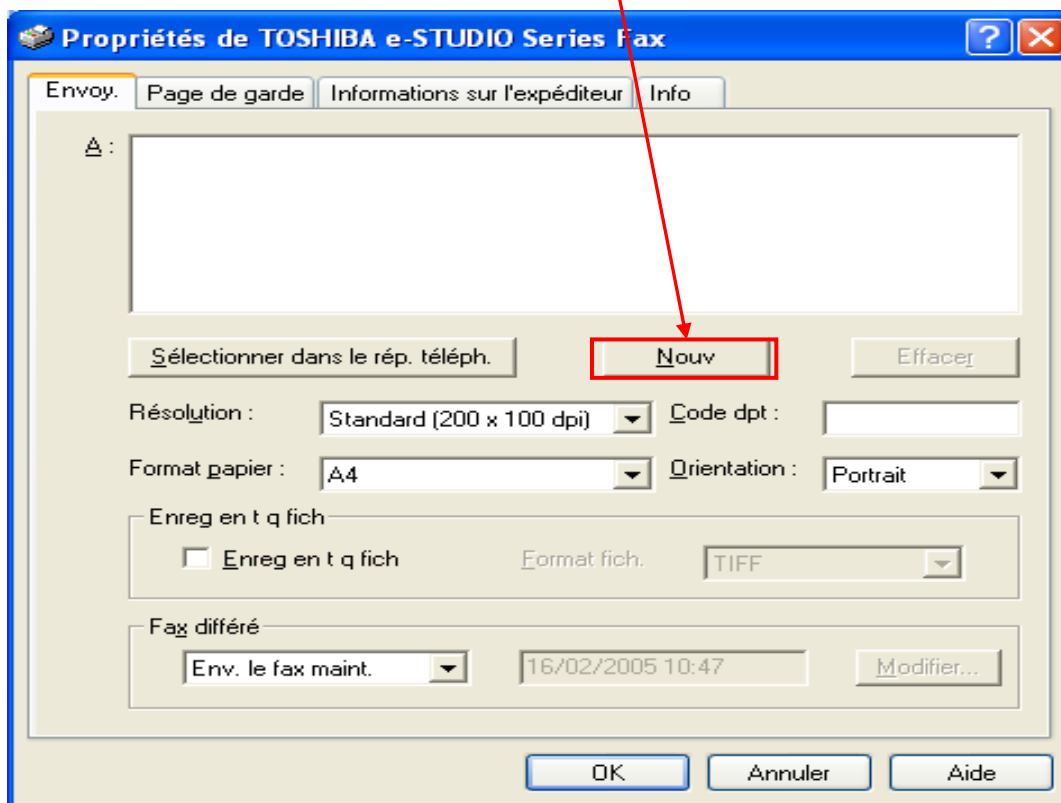 Propriétés de TOSHIBA e-STUDIO Series Fax
Envoy. Page de garde Informations sur l'expéditeur Info
A :
Sélectionner dans le rép. téléph. Nouv Effacer
Résolution : Standard (200 x 100 dpi) Code dpt :
Format papier : A4 Orientation : Portrait
Enreg en t q fich
Enreg en t q fich Format fich. TIFF
Fax différé
Env. le fax maint. 16/02/2005 10:47 Modifier...
OK Annuler Aide